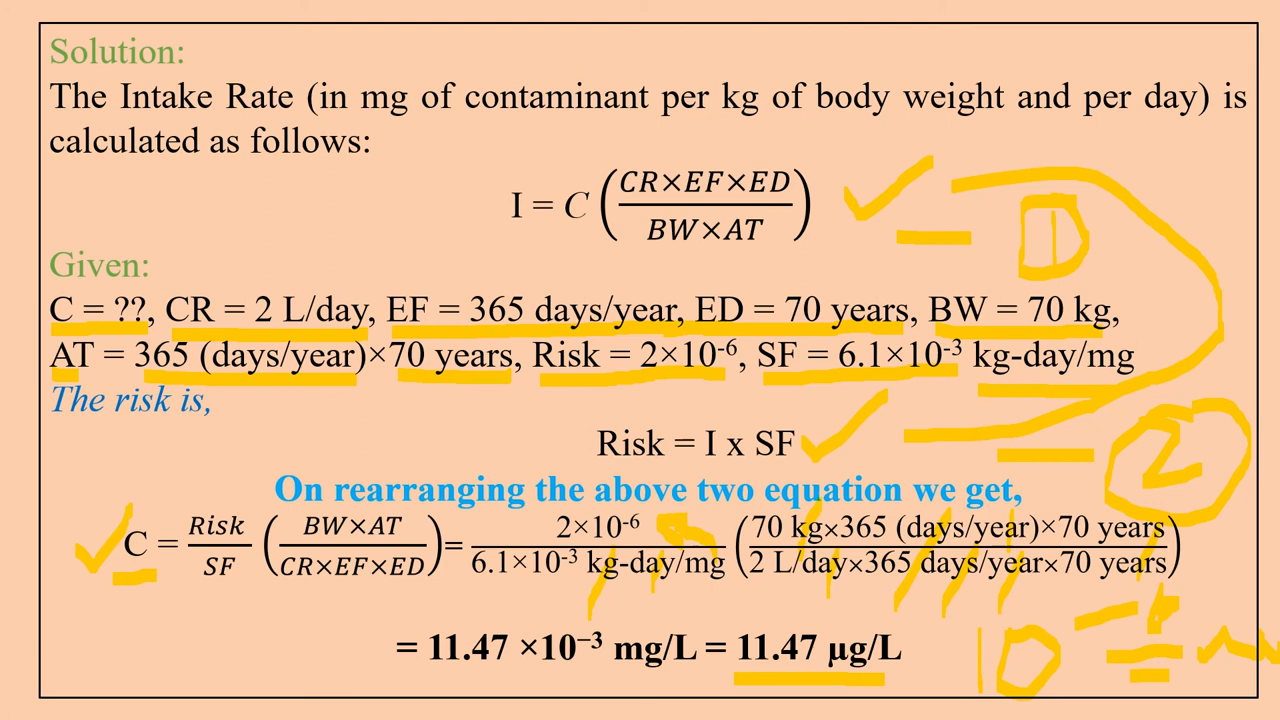 Solution:
The Intake Rate (in mg of contaminant per kg of body weight and per day) is
calculated as follows:
I = C (CR×EF×ED / BW×AT)
1
Given:
C = ??, CR = 2 L/day, EF = 365 days/year, ED = 70 years, BW = 70 kg,
AT = 365 (days/year)×70 years, Risk = 2×10⁻⁶, SF = 6.1×10⁻³ kg-day/mg
The risk is,
Risk = I x SF
2
On rearranging the above two equation we get,
C = Risk / SF (BW×AT / CR×EF×ED) = 2×10⁻⁶ / 6.1×10⁻³ kg-day/mg (70 kg×365 (days/year)×70 years / 2 L/day×365 days/year×70 years)
= 11.47 ×10⁻³ mg/L = 11.47 µg/L
10